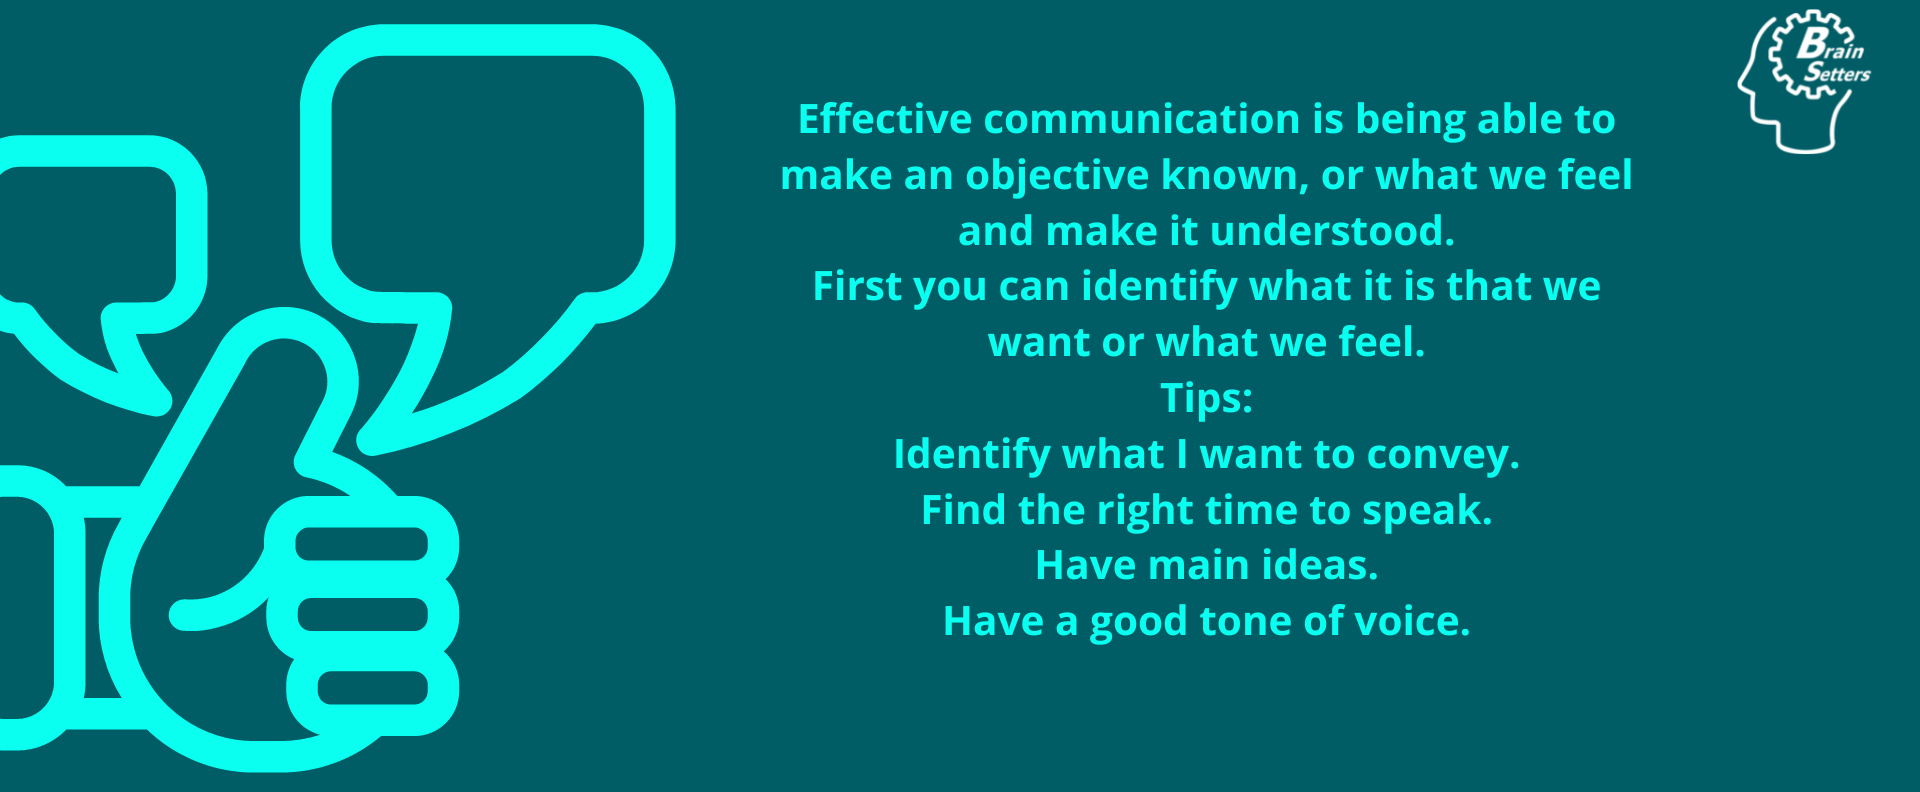 Brain
Setters
Effective communication is being able to
make an objective known, or what we feel
and make it understood.
First you can identify what it is that we
want or what we feel.
Tips:
Identify what I want to convey.
Find the right time to speak.
Have main ideas.
Have a good tone of voice.